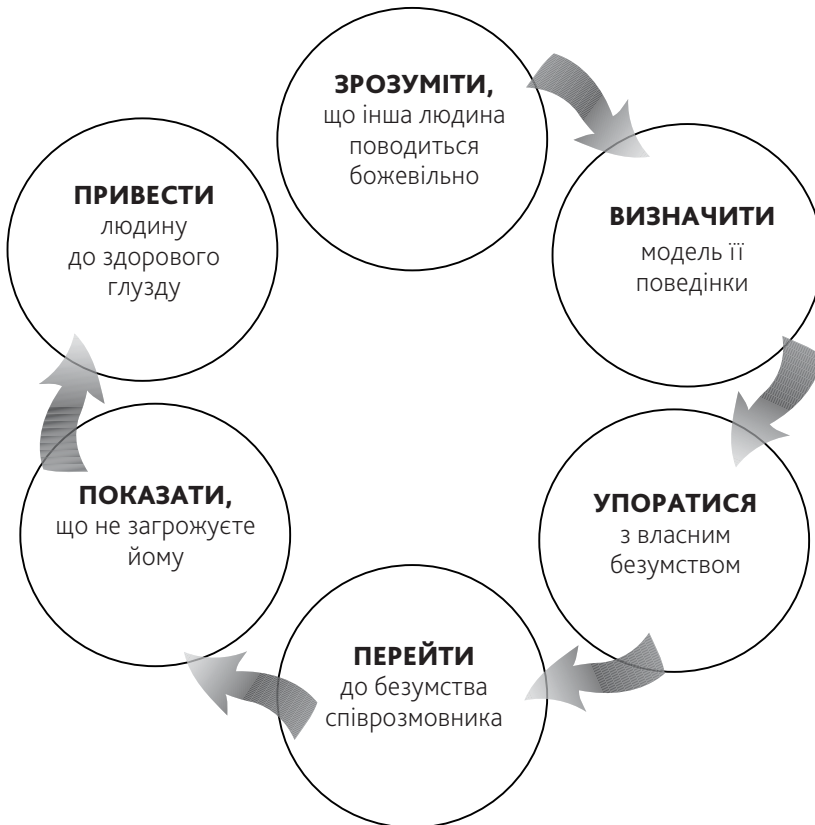 ЗРОЗУМІТИ,
що інша людина
поводиться
божевільно
ВИЗНАЧИТИ
модель її
поведінки
УПОРАТИСЯ
з власним
безумством
ПЕРЕЙТИ
до безумства
співрозмовника
ПОКАЗАТИ,
що не загрожуєте
йому
ПРИВЕСТИ
людину
до здорового
глузду